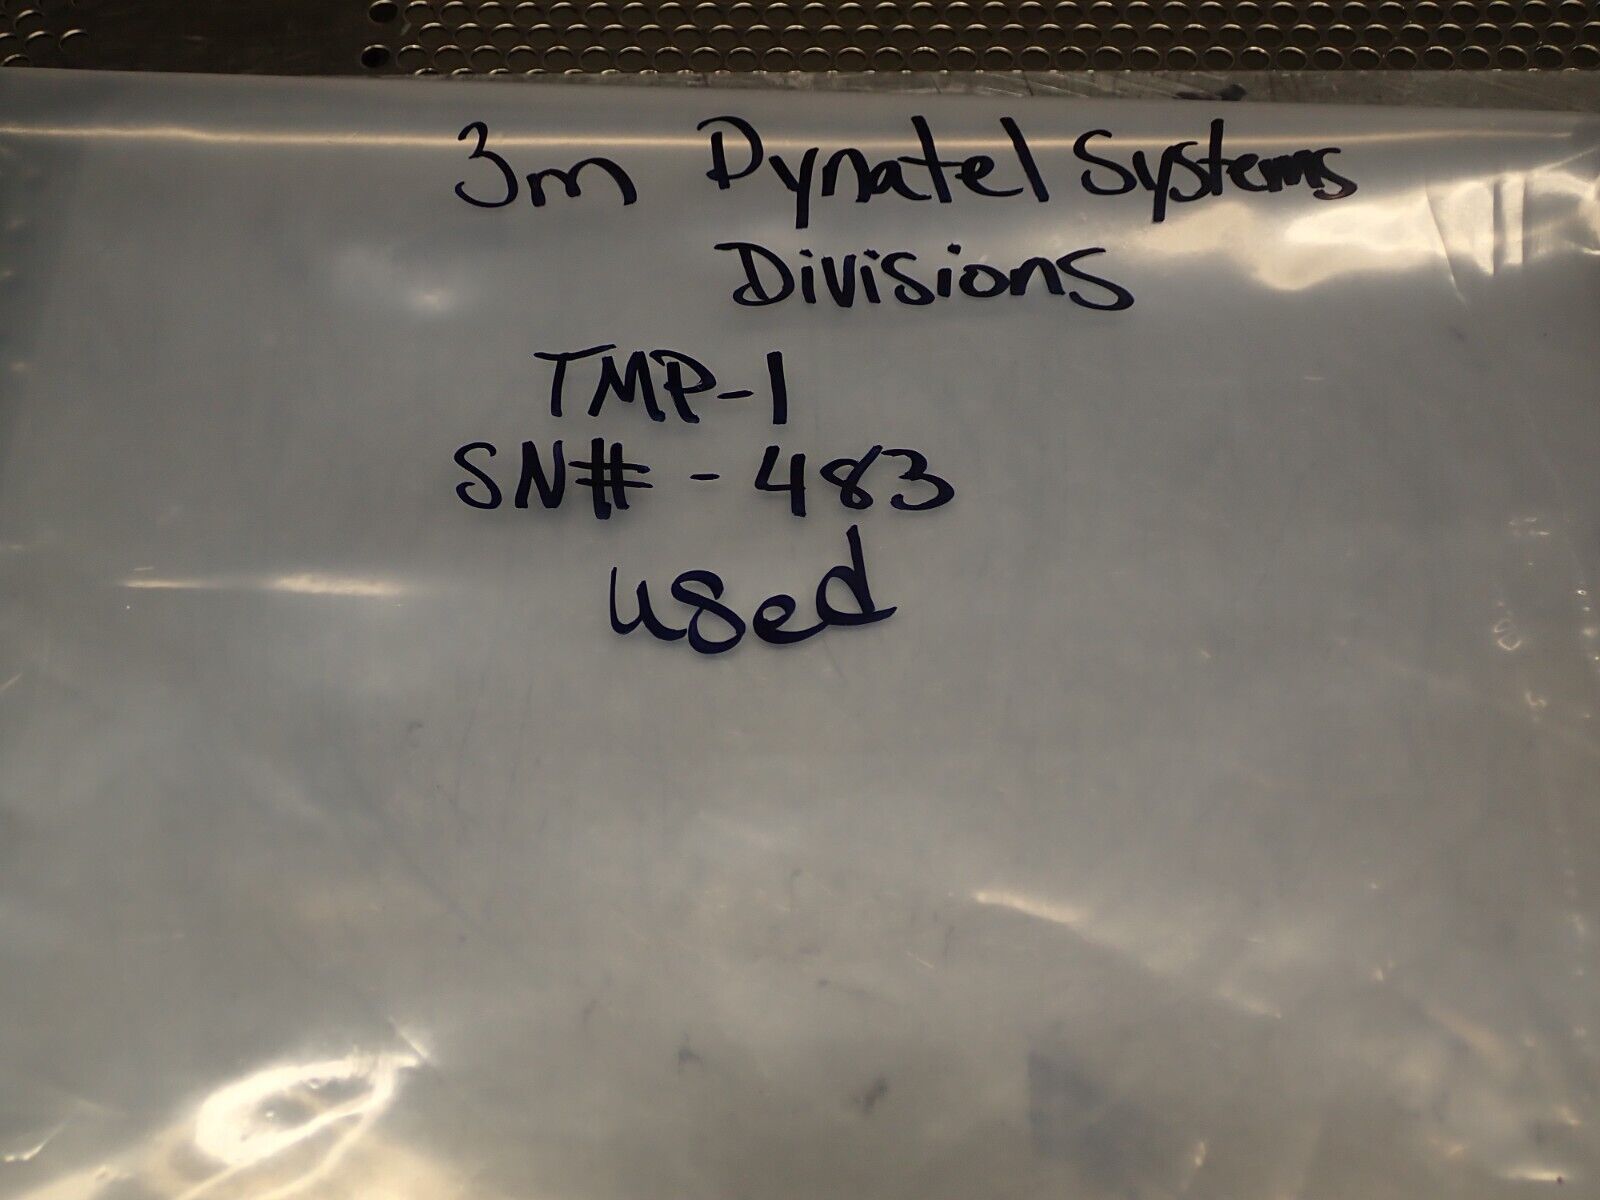 3m Dynatel Systems
Divisions
TMP-1
SN# - 483
used